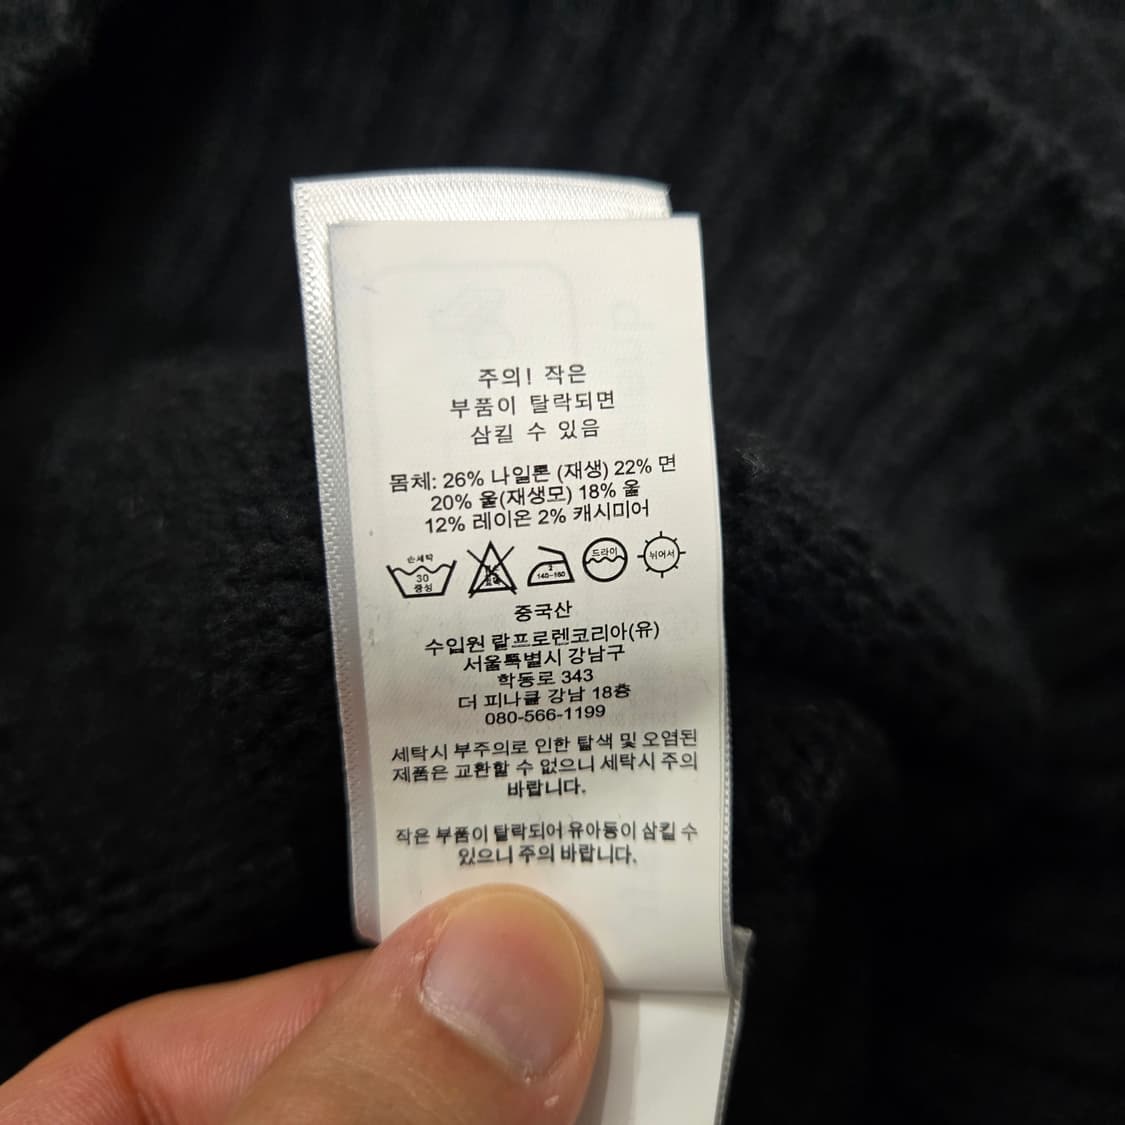 주의! 작은
부품이 탈락되면
삼킬 수 있음
몸체: 26% 나일론 (재생) 22% 면
20% 울(재생모) 18% 울
12% 레이온 2% 캐시미어
손세탁
30
중성
2
140~160
드라이
뉘어서
중국산
수입원 랄프로렌코리아(유)
서울특별시 강남구
학동로 343
더 피나클 강남 18층
080-566-1199
세탁시 부주의로 인한 탈색 및 오염된
제품은 교환할 수 없으니 세탁시 주의
바랍니다.
작은 부품이 탈락되어 유아등이 삼킬 수
있으니 주의 바랍니다.